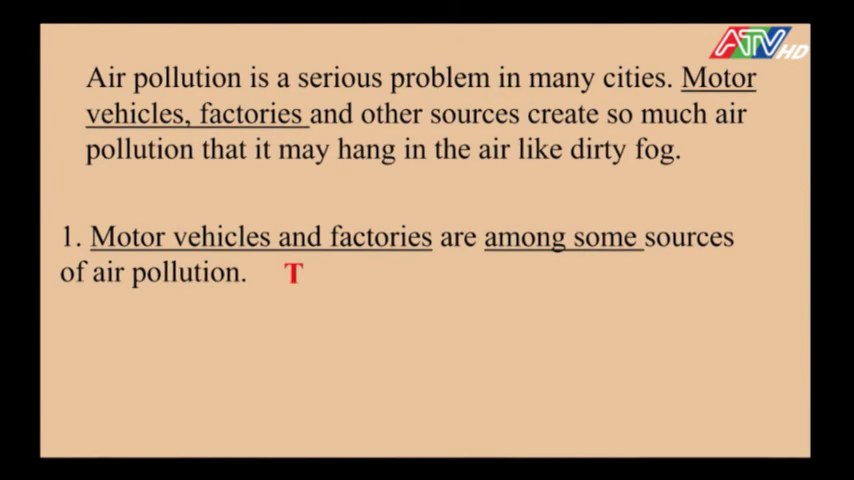 ATV HD
Air pollution is a serious problem in many cities. Motor
vehicles, factories and other sources create so much air
pollution that it may hang in the air like dirty fog.
1. Motor vehicles and factories are among some sources
of air pollution. T